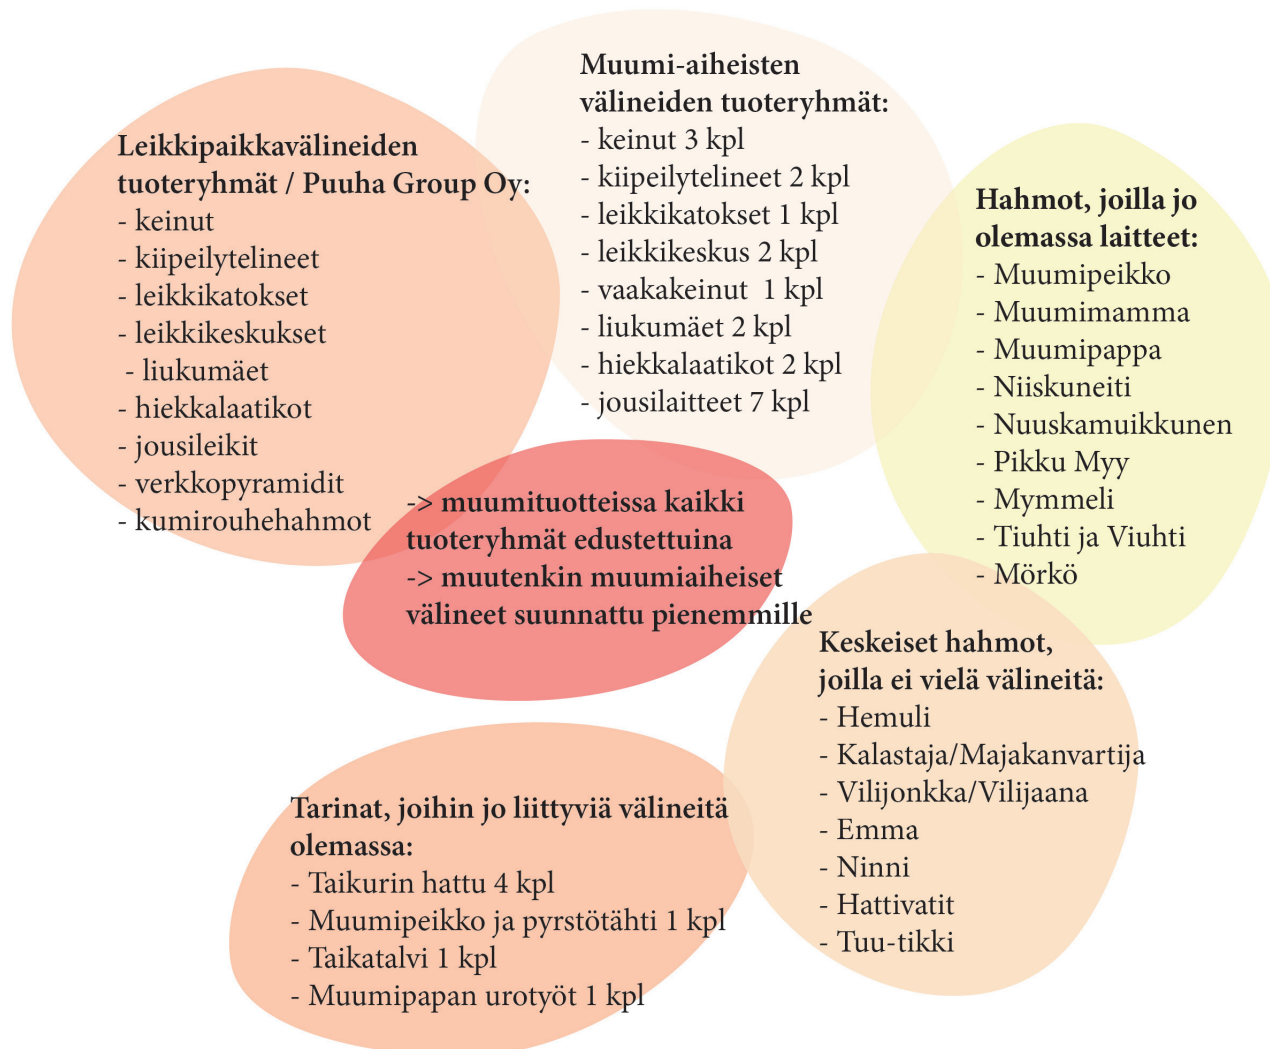 Leikkipaikkavälineiden
tuoteryhmät / Puuha Group Oy:
- keinut
- kiipeilytelineet
- leikkikatokset
- leikkikeskukset
- liukumäet
- hiekkalaatikot
- jousileikit
- verkkopyramidit
- kumirouhehahmot
Muumi-aiheisten
välineiden tuoteryhmät:
- keinut 3 kpl
- kiipeilytelineet 2 kpl
- leikkikatokset 1 kpl
- leikkikeskus 2 kpl
- vaakakeinut  1 kpl
- liukumäet 2 kpl
- hiekkalaatikot 2 kpl
- jousilaitteet 7 kpl
Hahmot, joilla jo
olemassa laitteet:
- Muumipeikko
- Muumimamma
- Muumipappa
- Niiskuneiti
- Nuuskamuikkunen
- Pikku Myy
- Mymmeli
- Tiuhti ja Viuhti
- Mörkö
-> muumituotteissa kaikki
tuoteryhmät edustettuina
-> muutenkin muumiaiheiset
välineet suunnattu pienemmille
Keskeiset hahmot,
joilla ei vielä välineitä:
- Hemuli
- Kalastaja/Majakanvartija
- Vilijonkka/Vilijaana
- Emma
- Ninni
- Hattivatit
- Tuu-tikki
Tarinat, joihin jo liittyviä välineitä
olemassa:
- Taikurin hattu 4 kpl
- Muumipeikko ja pyrstötähti 1 kpl
- Taikatalvi 1 kpl
- Muumipapan urotyöt 1 kpl